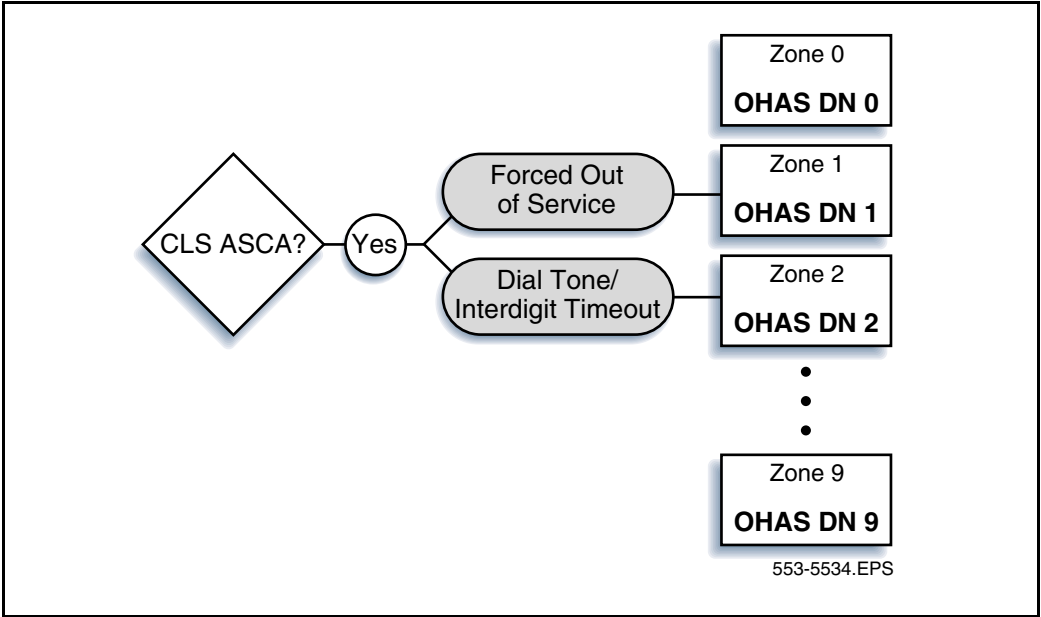 CLS ASCA?
Yes
Forced Out
of Service
Dial Tone/
Interdigit Timeout
Zone 0
OHAS DN 0
Zone 1
OHAS DN 1
Zone 2
OHAS DN 2
Zone 9
OHAS DN 9
553-5534.EPS